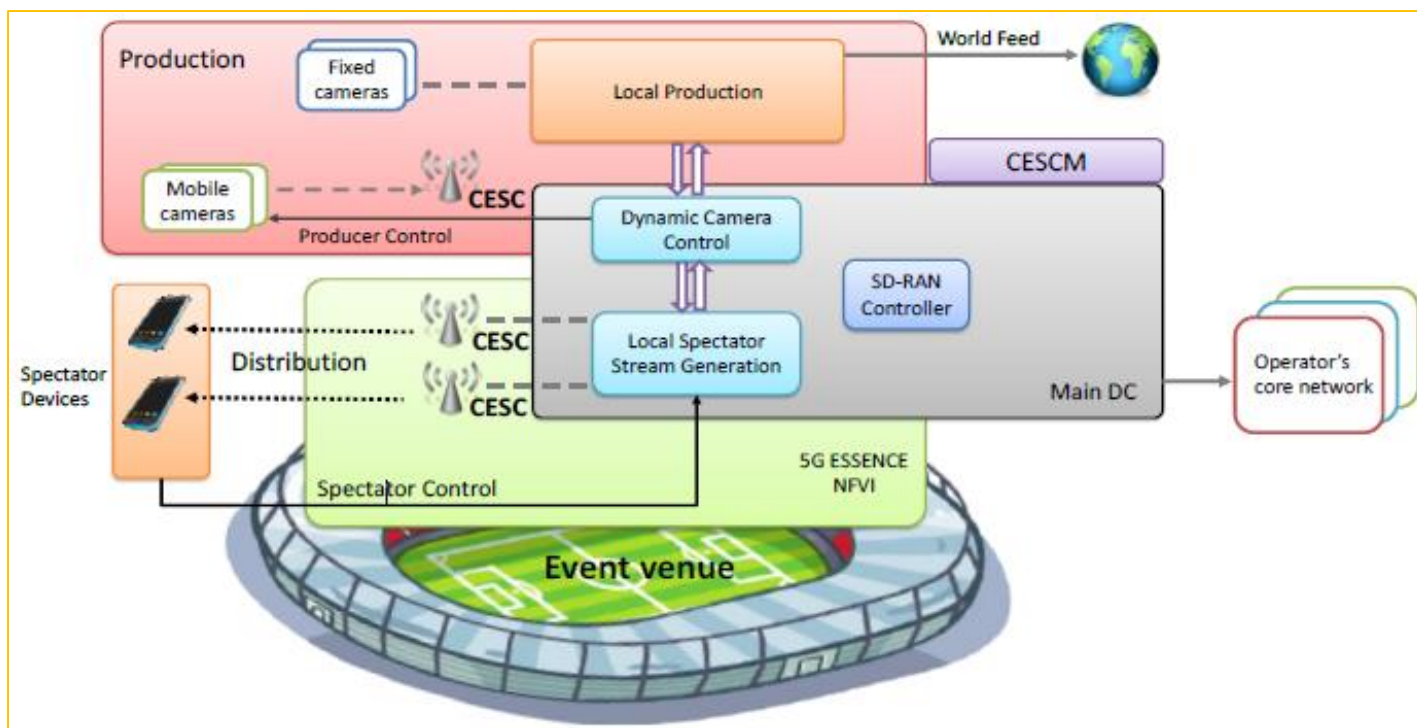 World Feed
Production
Fixed
cameras
Local Production
CESCM
Mobile
cameras
CESC
Dynamic Camera
Control
Producer Control
SD-RAN
Controller
CESC
Local Spectator
Stream Generation
Distribution
Spectator
Devices
CESC
Main DC
Operator's
core network
5G ESSENCE
NFVI
Spectator Control
Event venue